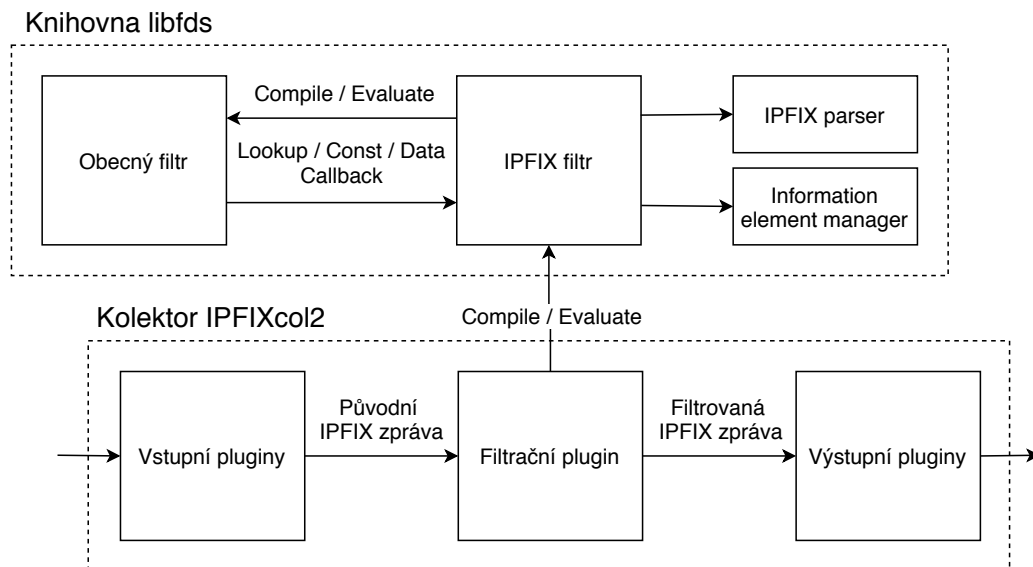 Knihovna libfds
Obecný filtr
Compile / Evaluate
Lookup / Const / Data
Callback
IPFIX filtr
IPFIX parser
Information
element manager
Kolektor IPFIXcol2
Compile / Evaluate
Vstupní pluginy
Původní
IPFIX zpráva
Filtrační plugin
Filtrovaná
IPFIX zpráva
Výstupní pluginy